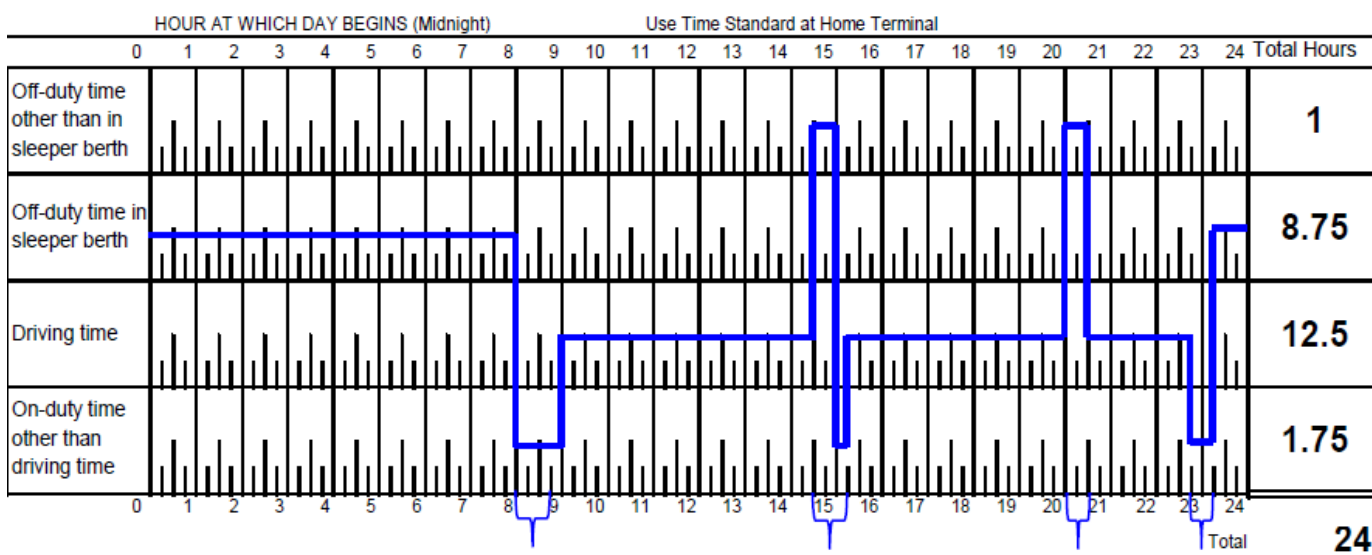 HOUR AT WHICH DAY BEGINS (Midnight) Use Time Standard at Home Terminal
0 1 2 3 4 5 6 7 8 9 10 11 12 13 14 15 16 17 18 19 20 21 22 23 24 Total Hours
Off-duty time
other than in
sleeper berth
1
Off-duty time in
sleeper berth
8.75
Driving time
12.5
On-duty time
other than
driving time
1.75
0 1 2 3 4 5 6 7 8 9 10 11 12 13 14 15 16 17 18 19 20 21 22 23 24
Total 24